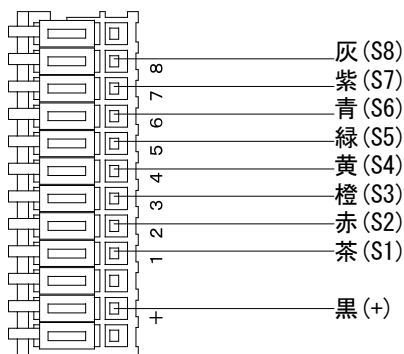 8 灰(S8)
7 紫(S7)
6 青(S6)
5 緑(S5)
4 黄(S4)
3 橙(S3)
2 赤(S2)
1 茶(S1)
+ 黒(+)